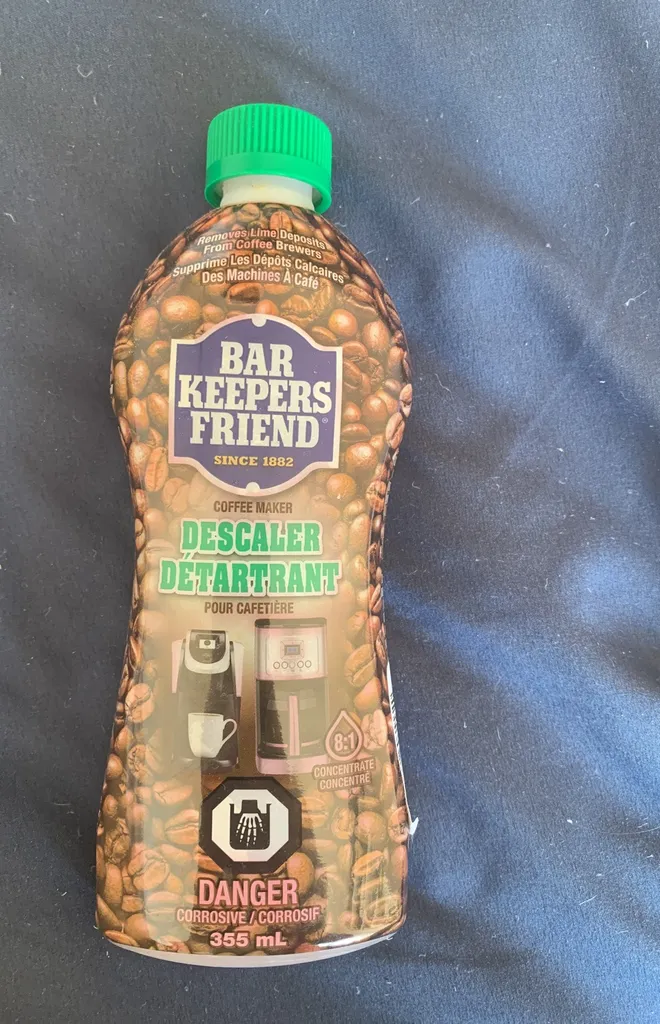 Removes Lime Deposits
From Coffee Brewers
Supprime Les Dépôts Calcaires
Des Machines À Café
BAR
KEEPERS
FRIEND®
SINCE 1882
COFFEE MAKER
DESCALER
DÉTARTRANT
POUR CAFETIÈRE
8:1
CONCENTRATE
CONCENTRÉ
DANGER
CORROSIVE / CORROSIF
355 mL